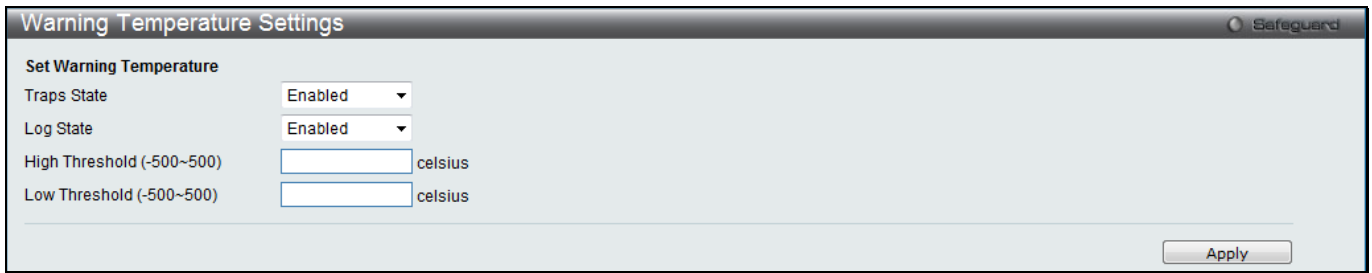 Warning Temperature Settings
Safeguard
Set Warning Temperature
Traps State Enabled
Log State Enabled
High Threshold (-500~500) celsius
Low Threshold (-500~500) celsius
Apply